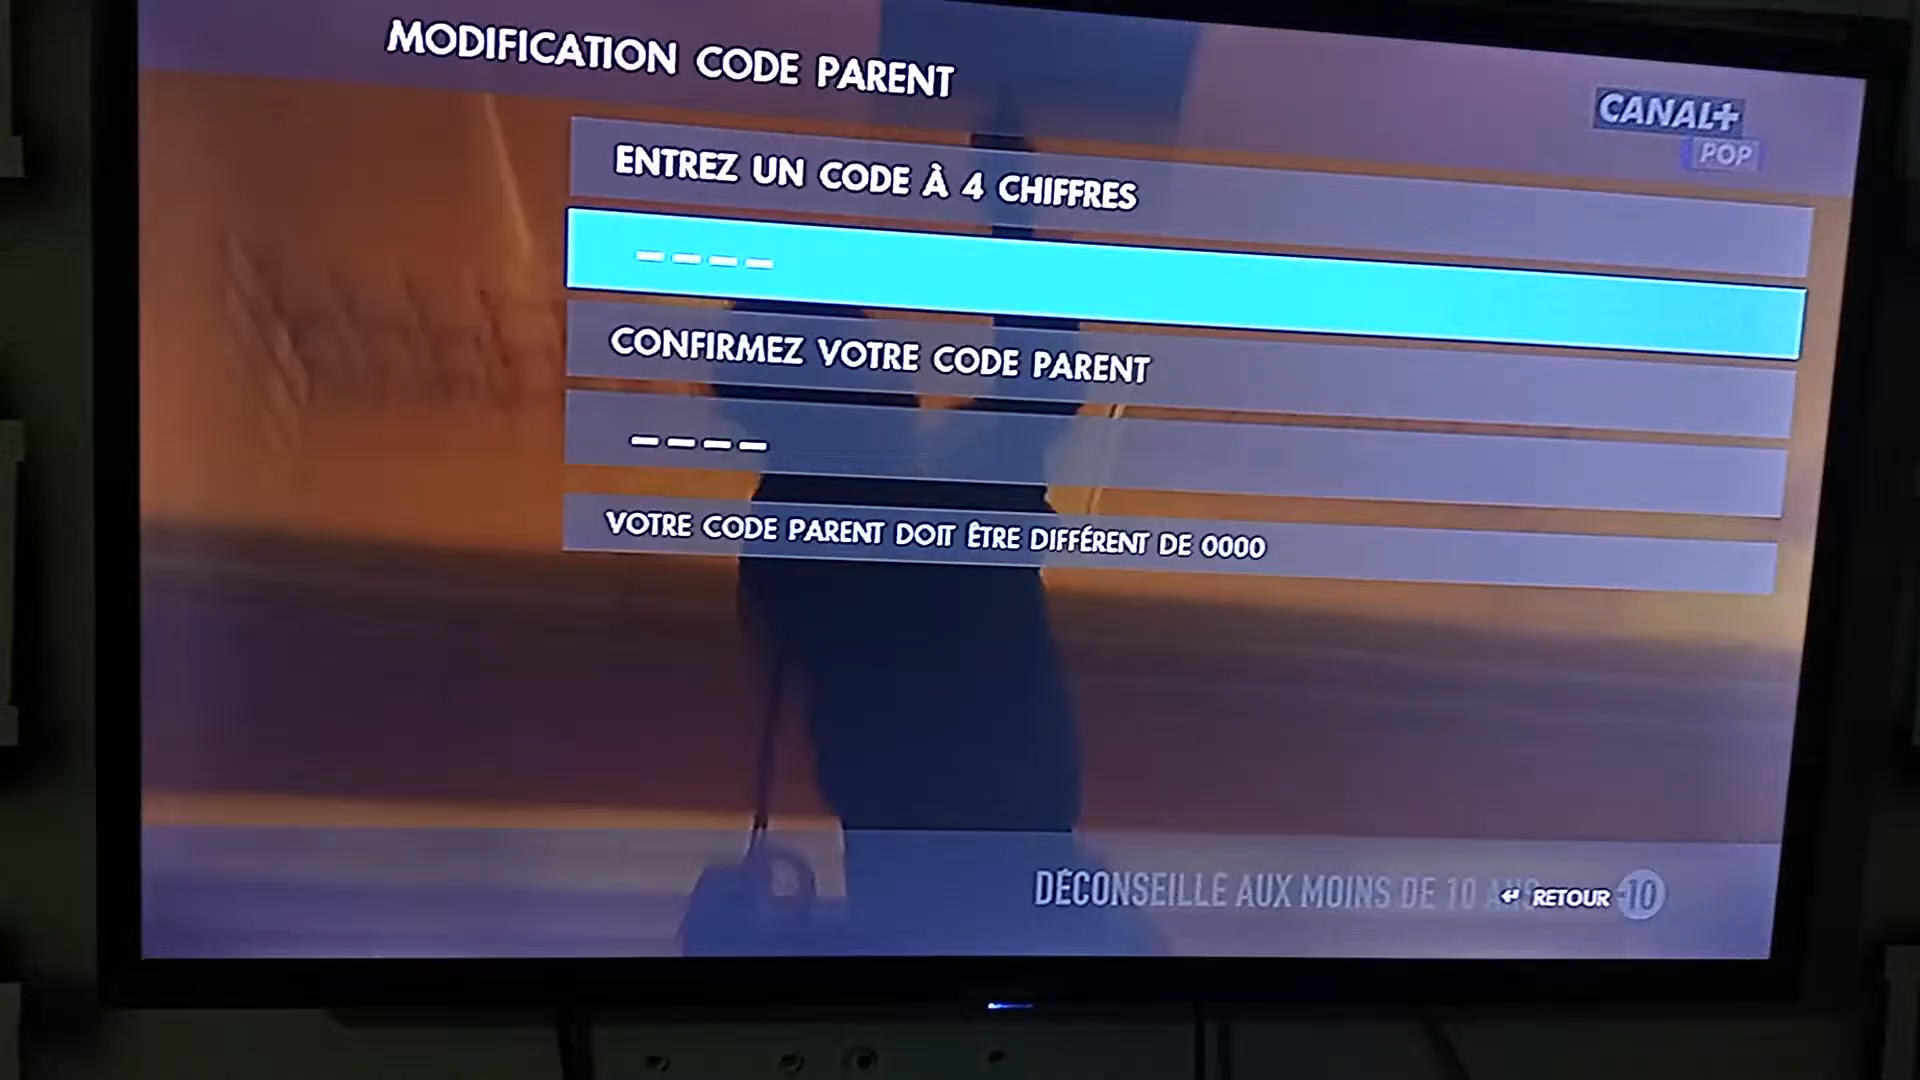 MODIFICATION CODE PARENT
CANAL+
POP
ENTREZ UN CODE À 4 CHIFFRES
_ _ _ _
CONFIRMEZ VOTRE CODE PARENT
_ _ _ _
VOTRE CODE PARENT DOIT ÊTRE DIFFÉRENT DE 0000
DÉCONSEILLÉ AUX MOINS DE 10 ANS RETOUR -10